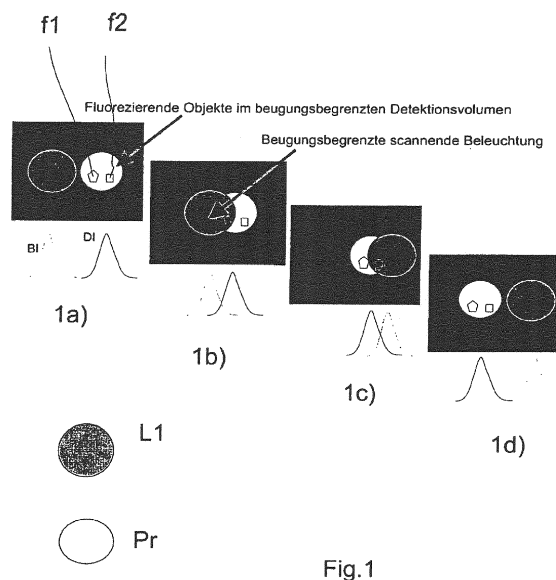 f1 f2
Fluorezierende Objekte im beugungsbegrenzten Detektionsvolumen
Beugungsbegrenzte scannende Beleuchtung
BI DI
1a)
1b)
1c)
1d)
L1
Pr
Fig.1